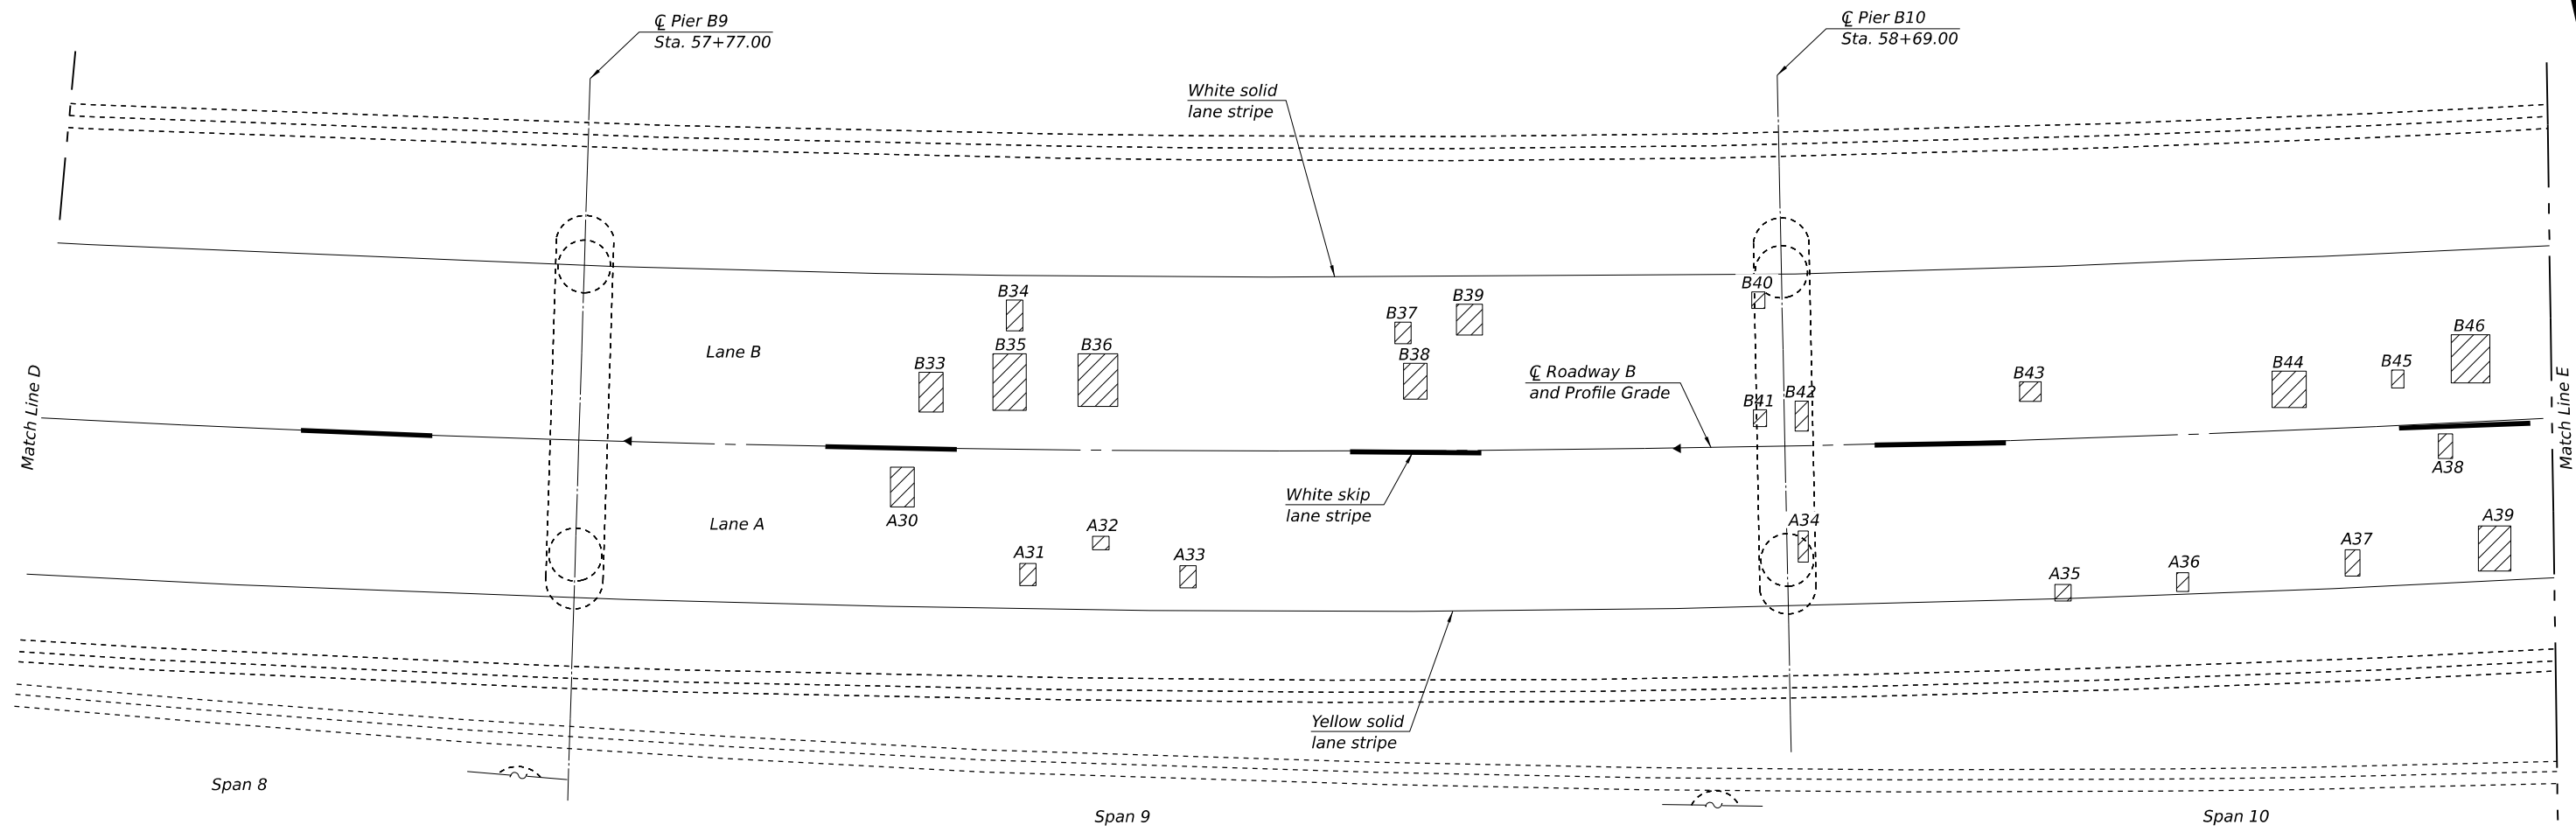 ℄ Pier B9
Sta. 57+77.00
℄ Pier B10
Sta. 58+69.00
White solid
lane stripe
B40
B34
B39
B37
B46
B35
B36
Lane B
B38
B33
B44
B45
℄ Roadway B
and Profile Grade
B43
B42
B41
Match Line D
Match Line E
A38
White skip
lane stripe
A30
Lane A
A32
A34
A39
A31
A33
A37
A36
A35
Yellow solid
lane stripe
Span 8
Span 9
Span 10